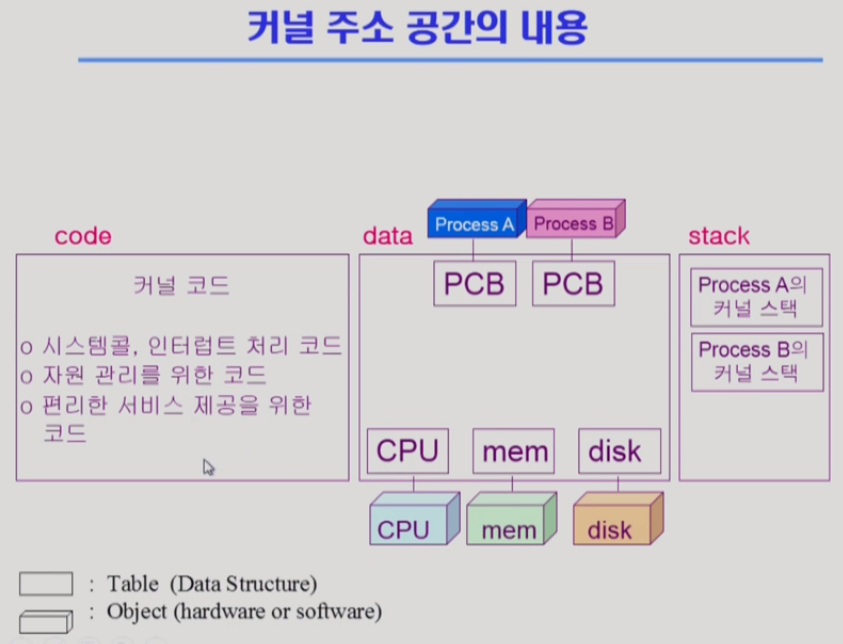 커널 주소 공간의 내용
code
커널 코드
o 시스템콜, 인터럽트 처리 코드
o 자원 관리를 위한 코드
o 편리한 서비스 제공을 위한
코드
data
Process A
Process B
PCB
PCB
CPU
mem
disk
CPU
mem
disk
stack
Process A의
커널 스택
Process B의
커널 스택
: Table (Data Structure)
: Object (hardware or software)